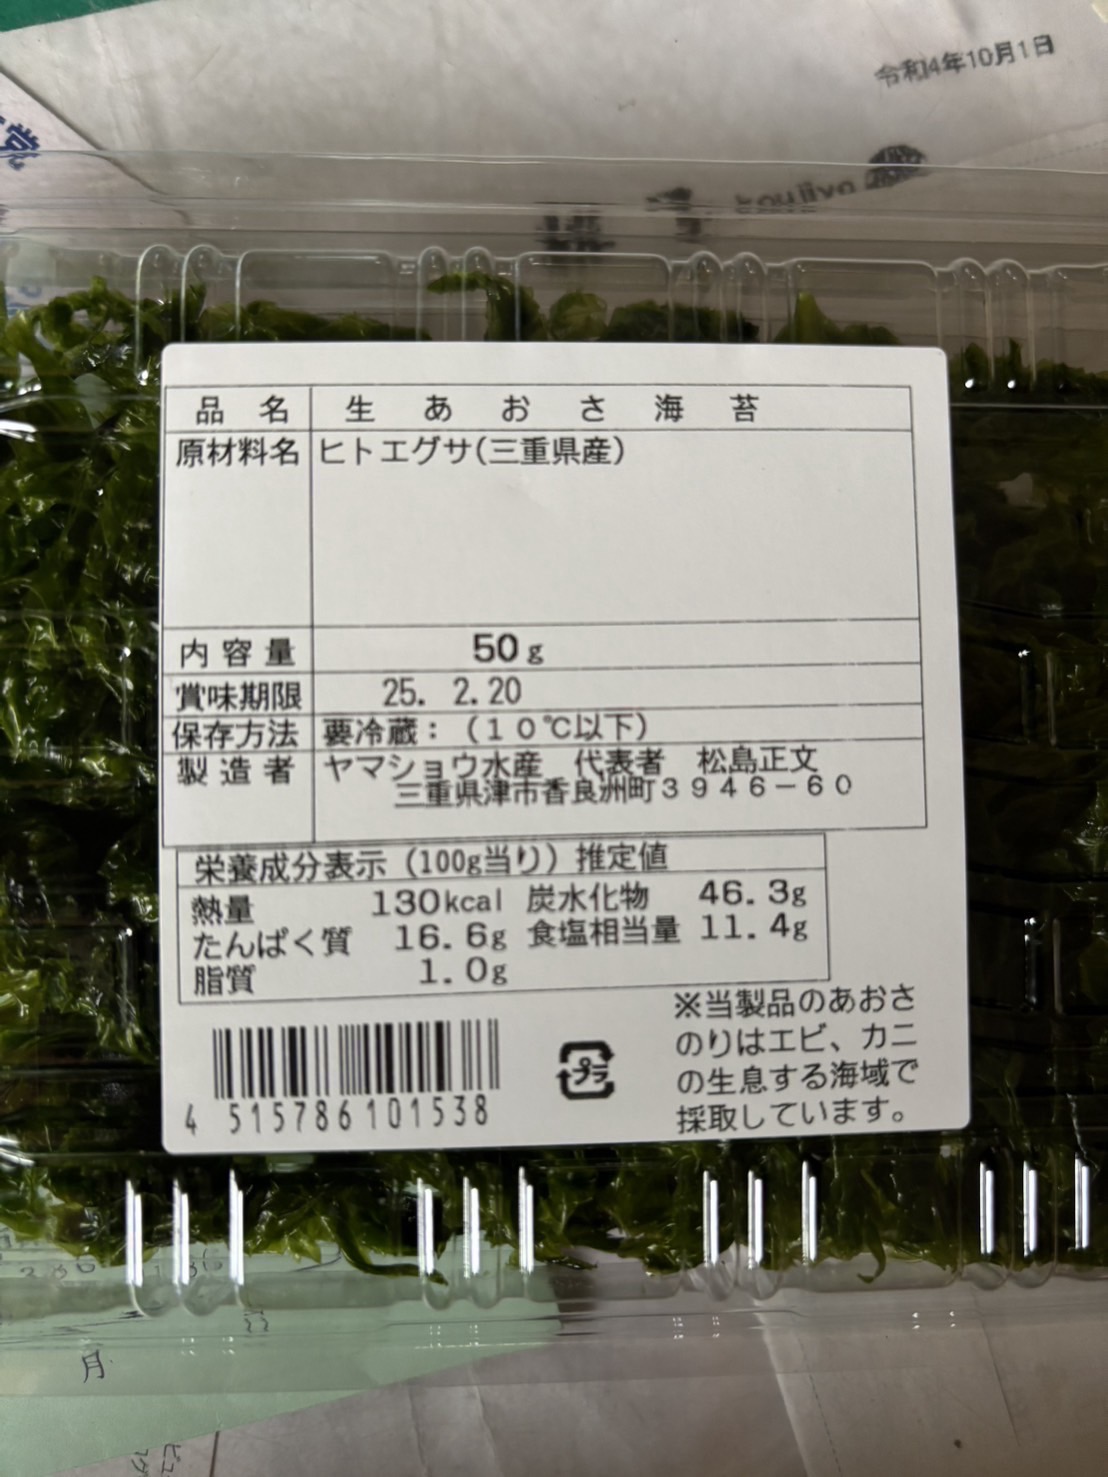 令和4年10月1日
koujiya
品名 生あおさ海苔
原材料名 ヒトエグサ(三重県産)
内容量 50g
賞味期限 25. 2.20
保存方法 要冷蔵:(10℃以下)
製造者 ヤマショウ水産 代表者 松島正文
三重県津市香良洲町3946-60
栄養成分表示(100g当り)推定値
熱量 130kcal 炭水化物 46.3g
たんぱく質 16.6g 食塩相当量 11.4g
脂質 1.0g
※当製品のあおさ
のりはエビ、カニ
の生息する海域で
採取しています。
プラ
4 515786 101538
月